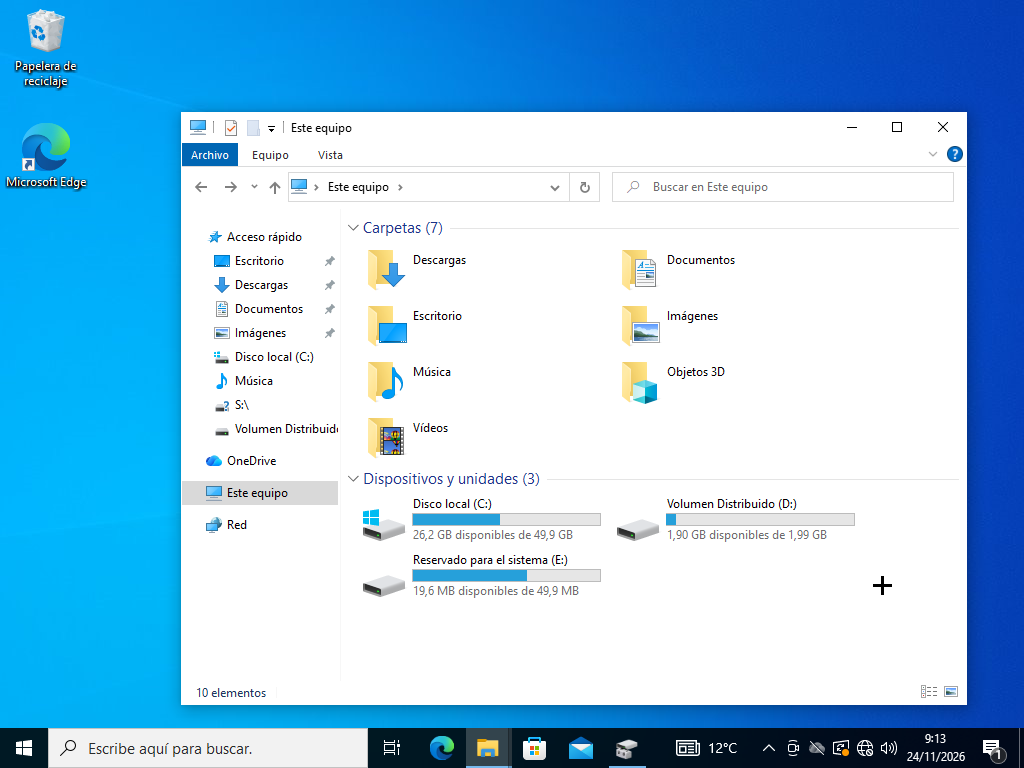 Papelera de
reciclaje
Microsoft Edge
Este equipo
Archivo
Equipo
Vista
?
Este equipo
Buscar en Este equipo
Acceso rápido
Escritorio
Descargas
Documentos
Imágenes
Disco local (C:)
Música
S:\
Volumen Distribuid
OneDrive
Este equipo
Red
Carpetas (7)
Descargas
Documentos
Escritorio
Imágenes
Música
Objetos 3D
Vídeos
Dispositivos y unidades (3)
Disco local (C:)
26,2 GB disponibles de 49,9 GB
Volumen Distribuido (D:)
1,90 GB disponibles de 1,99 GB
Reservado para el sistema (E:)
19,6 MB disponibles de 49,9 MB
10 elementos
Escribe aquí para buscar.
12°C
9:13
24/11/2026
1